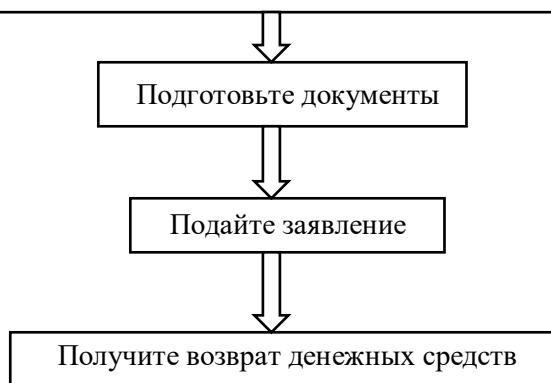 Подготовьте документы
Подайте заявление
Получите возврат денежных средств